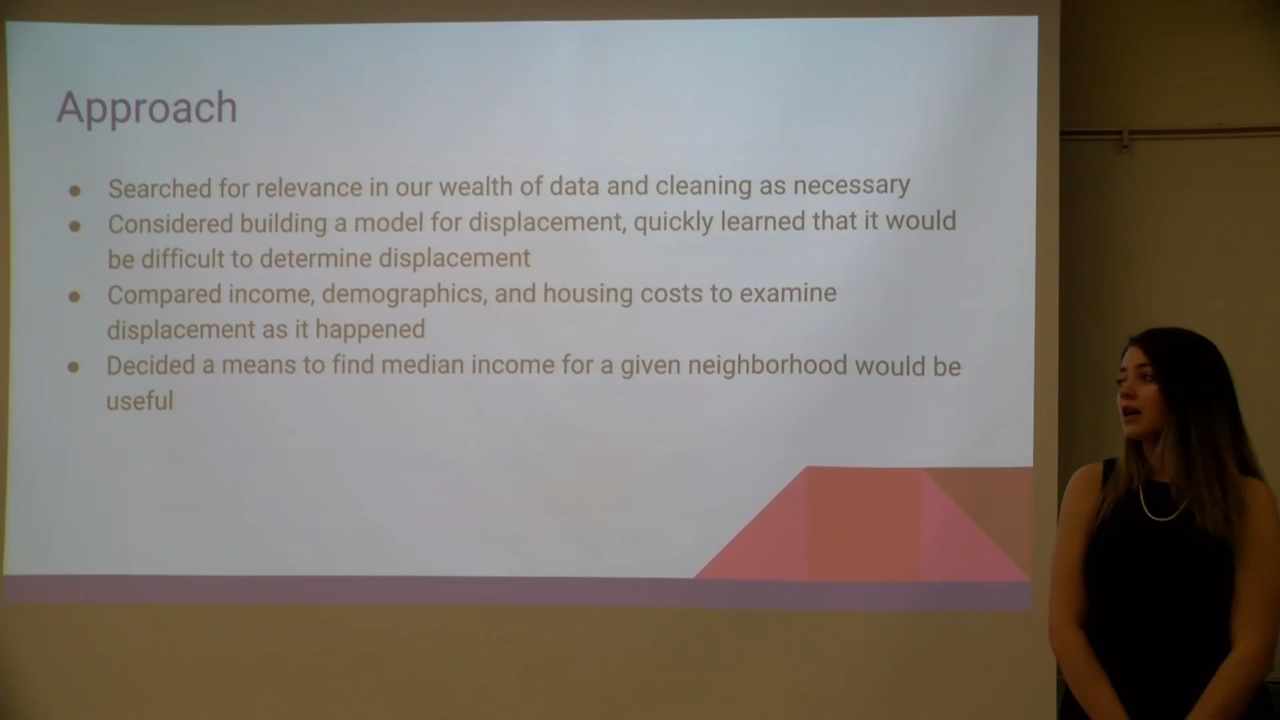 Approach
● Searched for relevance in our wealth of data and cleaning as necessary
● Considered building a model for displacement, quickly learned that it would
be difficult to determine displacement
● Compared income, demographics, and housing costs to examine
displacement as it happened
● Decided a means to find median income for a given neighborhood would be
useful